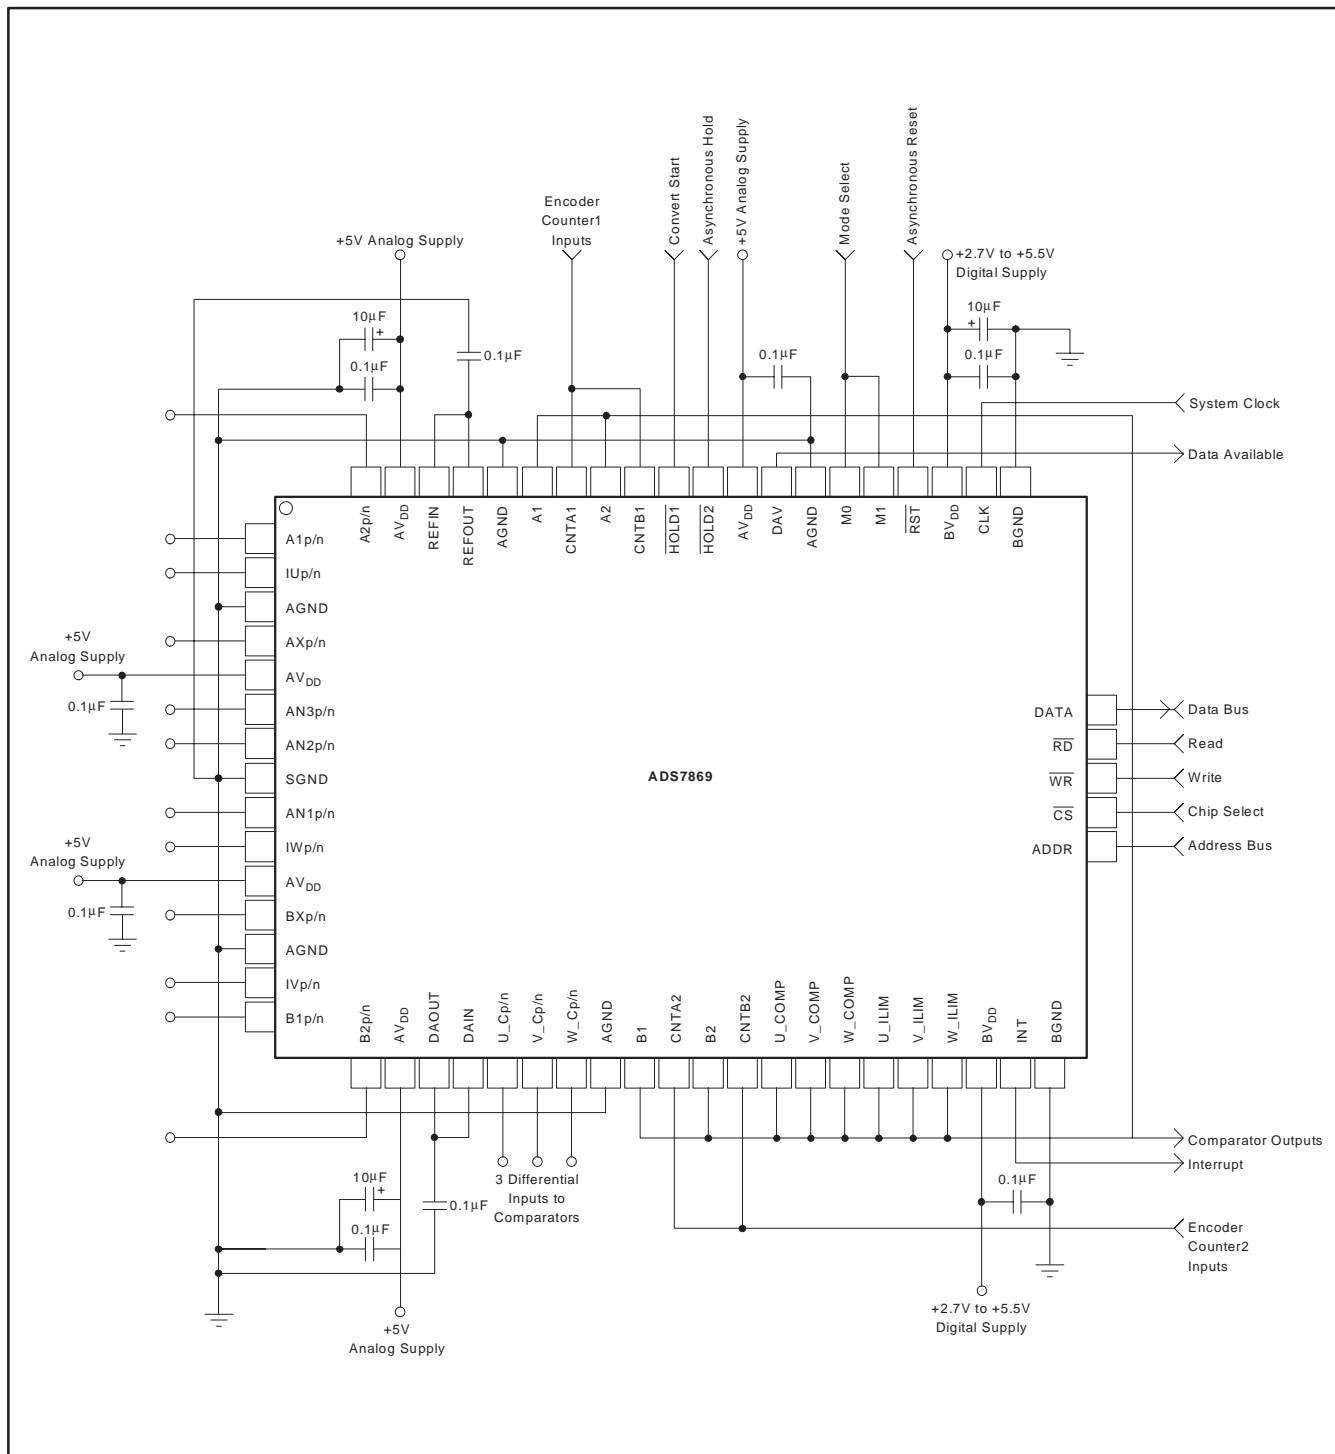 Convert Start
Asynchronous Hold
+5V Analog Supply
Mode Select
Asynchronous Reset
Encoder
Counter1
Inputs
+5V Analog Supply
+2.7V to +5.5V
Digital Supply
10μF
+
0.1μF
0.1μF
0.1μF
10μF
+
0.1μF
System Clock
Data Available
A2p/n
AVDD
REFIN
REFOUT
AGND
A1
CNTA1
A2
CNTB1
HOLD1
HOLD2
AVDD
DAV
AGND
M0
M1
RST
BVDD
CLK
BGND
A1p/n
IUp/n
AGND
AXp/n
AVDD
AN3p/n
AN2p/n
SGND
AN1p/n
IWp/n
AVDD
BXp/n
AGND
IVp/n
B1p/n
+5V
Analog Supply
0.1μF
+5V
Analog Supply
0.1μF
ADS7869
DATA
RD
WR
CS
ADDR
Data Bus
Read
Write
Chip Select
Address Bus
B2p/n
AVDD
DAOUT
DAIN
U_Cp/n
V_Cp/n
W_Cp/n
AGND
B1
CNTA2
B2
CNTB2
U_COMP
V_COMP
W_COMP
U_ILIM
V_ILIM
W_ILIM
BVDD
INT
BGND
Comparator Outputs
Interrupt
10μF
+
0.1μF
0.1μF
3 Differential
Inputs to
Comparators
0.1μF
Encoder
Counter2
Inputs
+5V
Analog Supply
+2.7V to +5.5V
Digital Supply